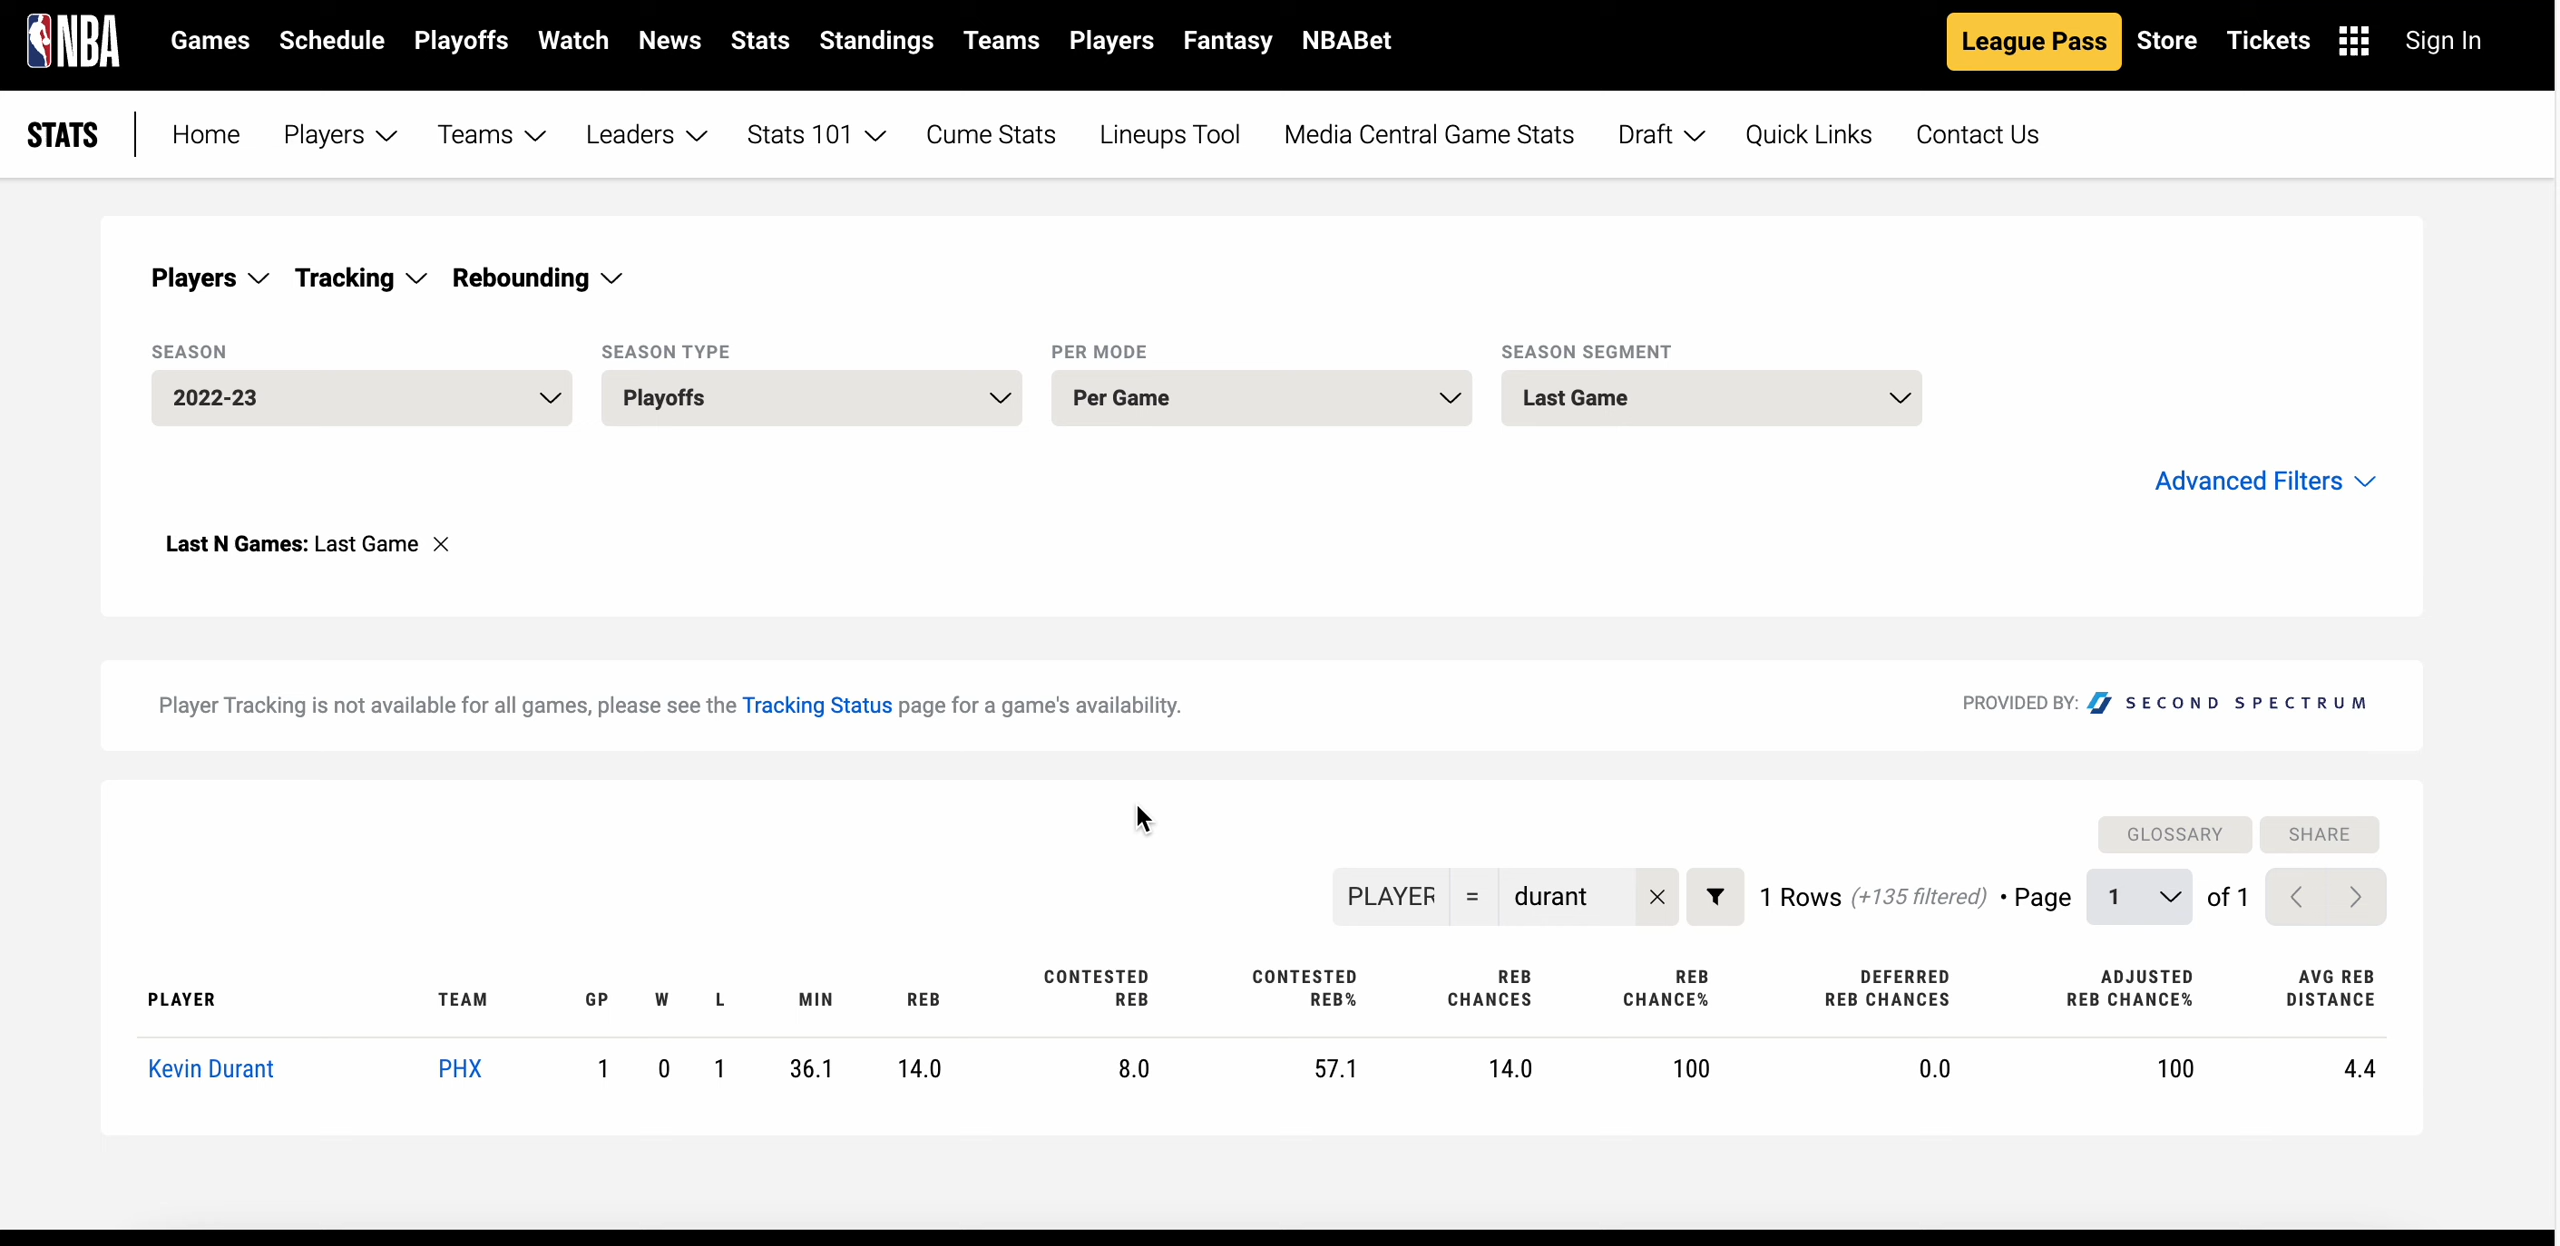 NBA Games Schedule Playoffs Watch News Stats Standings Teams Players Fantasy NBABet League Pass Store Tickets Sign In
STATS Home Players Teams Leaders Stats 101 Cume Stats Lineups Tool Media Central Game Stats Draft Quick Links Contact Us
Players Tracking Rebounding
SEASON SEASON TYPE PER MODE SEASON SEGMENT
2022-23 Playoffs Per Game Last Game
Advanced Filters
Last N Games: Last Game ×
Player Tracking is not available for all games, please see the Tracking Status page for a game's availability. PROVIDED BY: SECOND SPECTRUM
GLOSSARY SHARE
PLAYER = durant × 1 Rows (+135 filtered) • Page 1 of 1
PLAYER TEAM GP W L MIN REB CONTESTED REB CONTESTED REB% REB CHANCES REB CHANCE% DEFERRED REB CHANCES ADJUSTED REB CHANCE% AVG REB DISTANCE
Kevin Durant PHX 1 0 1 36.1 14.0 8.0 57.1 14.0 100 0.0 100 4.4